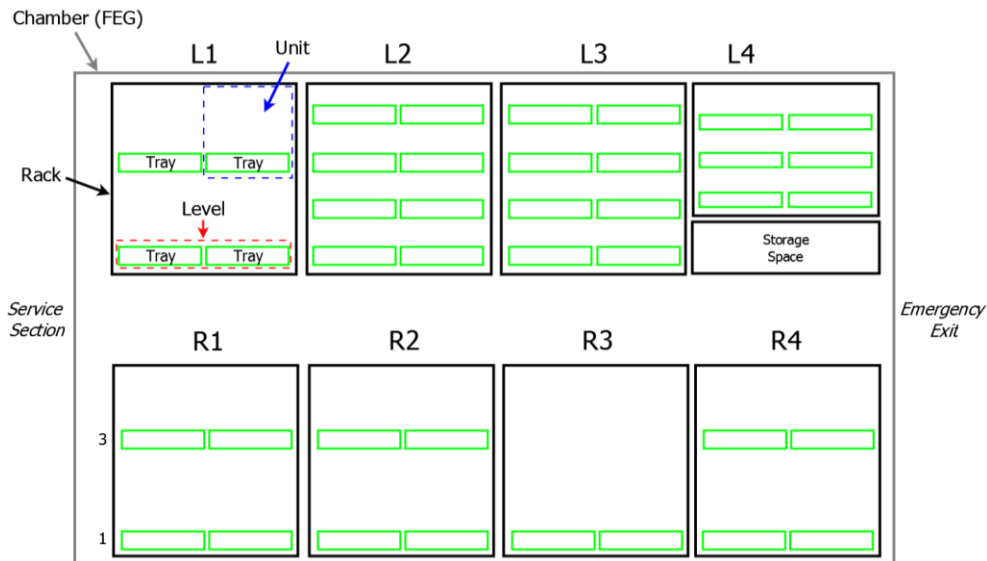 Chamber (FEG)
L1
Unit
L2
L3
L4
Tray
Tray
Rack
Level
Tray
Tray
Storage
Space
Service
Section
Emergency
Exit
R1
R2
R3
R4
3
1